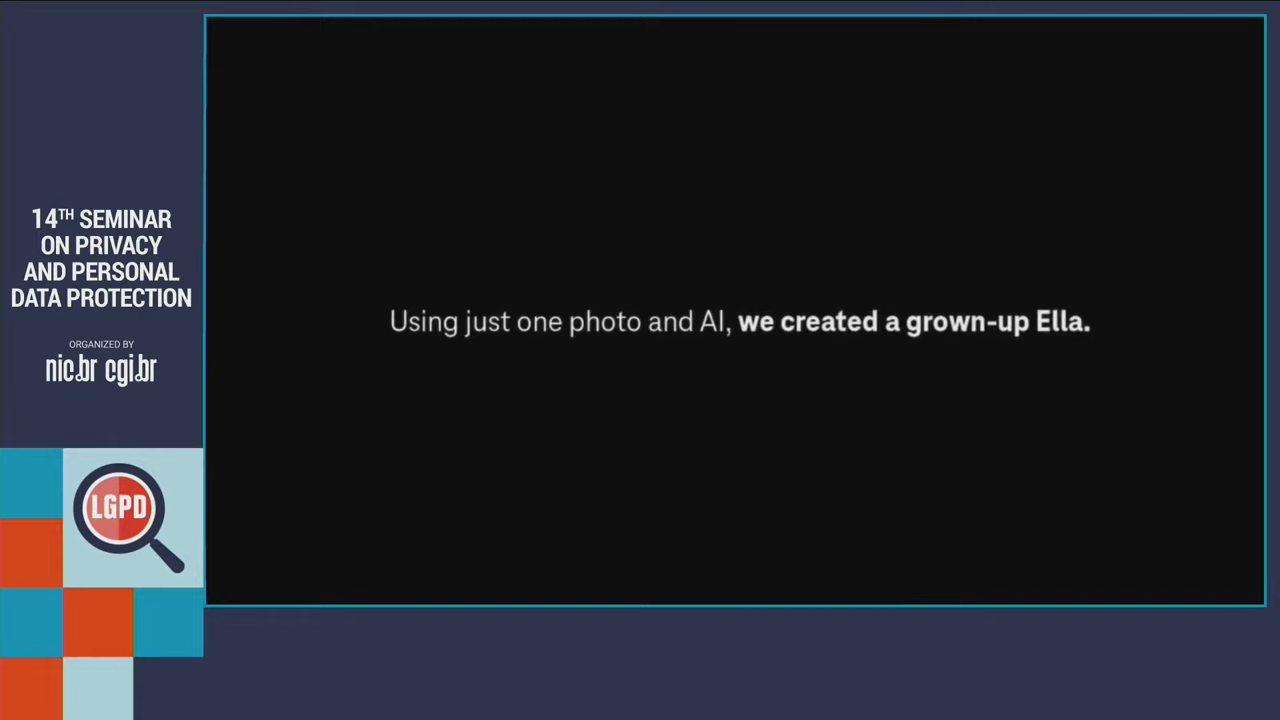 14TH SEMINAR
ON PRIVACY
AND PERSONAL
DATA PROTECTION
ORGANIZED BY
nic.br cgi.br
LGPD
Using just one photo and AI, we created a grown-up Ella.